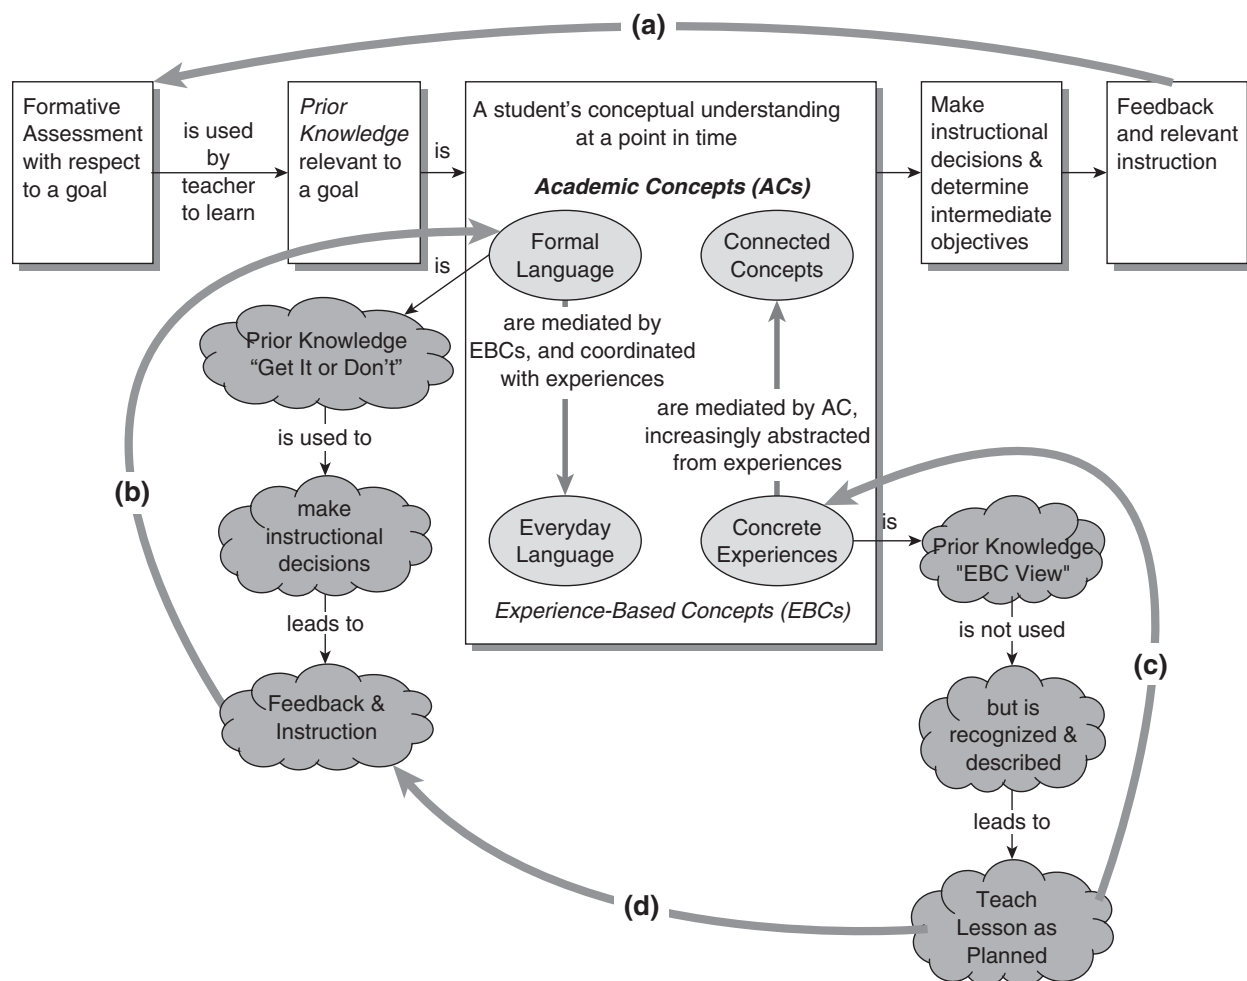 (a)
Formative
Assessment
with respect
to a goal
is used
by
teacher
to learn
Prior
Knowledge
relevant to
a goal
is
A student’s conceptual understanding
at a point in time
Academic Concepts (ACs)
Formal
Language
Connected
Concepts
are mediated by
EBCs, and coordinated
with experiences
are mediated by AC,
increasingly abstracted
from experiences
Everyday
Language
Concrete
Experiences
Experience-Based Concepts (EBCs)
Make
instructional
decisions &
determine
intermediate
objectives
Feedback
and relevant
instruction
is
Prior Knowledge
“Get It or Don’t”
is used to
make
instructional
decisions
leads to
Feedback &
Instruction
(b)
is
Prior Knowledge
"EBC View"
is not used
but is
recognized &
described
leads to
Teach
Lesson as
Planned
(c)
(d)